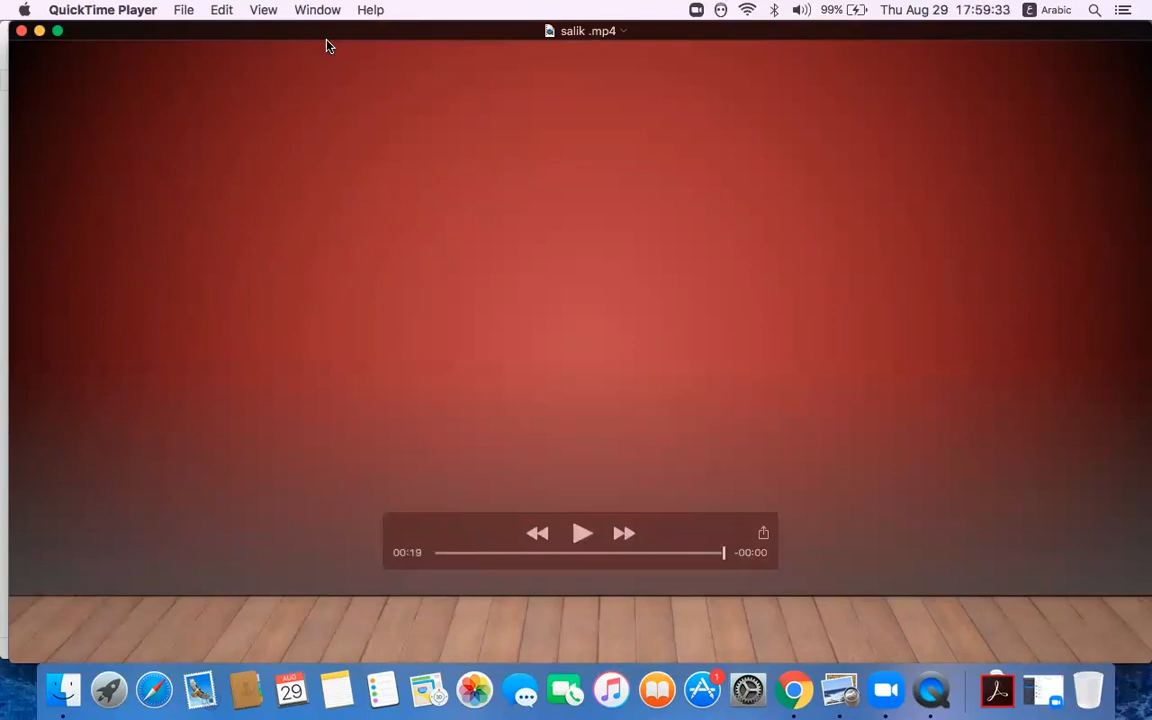 QuickTime Player File Edit View Window Help 99% Thu Aug 29 17:59:33 ع Arabic
salik .mp4
00:19 -00:00
AUG
29
3D
1